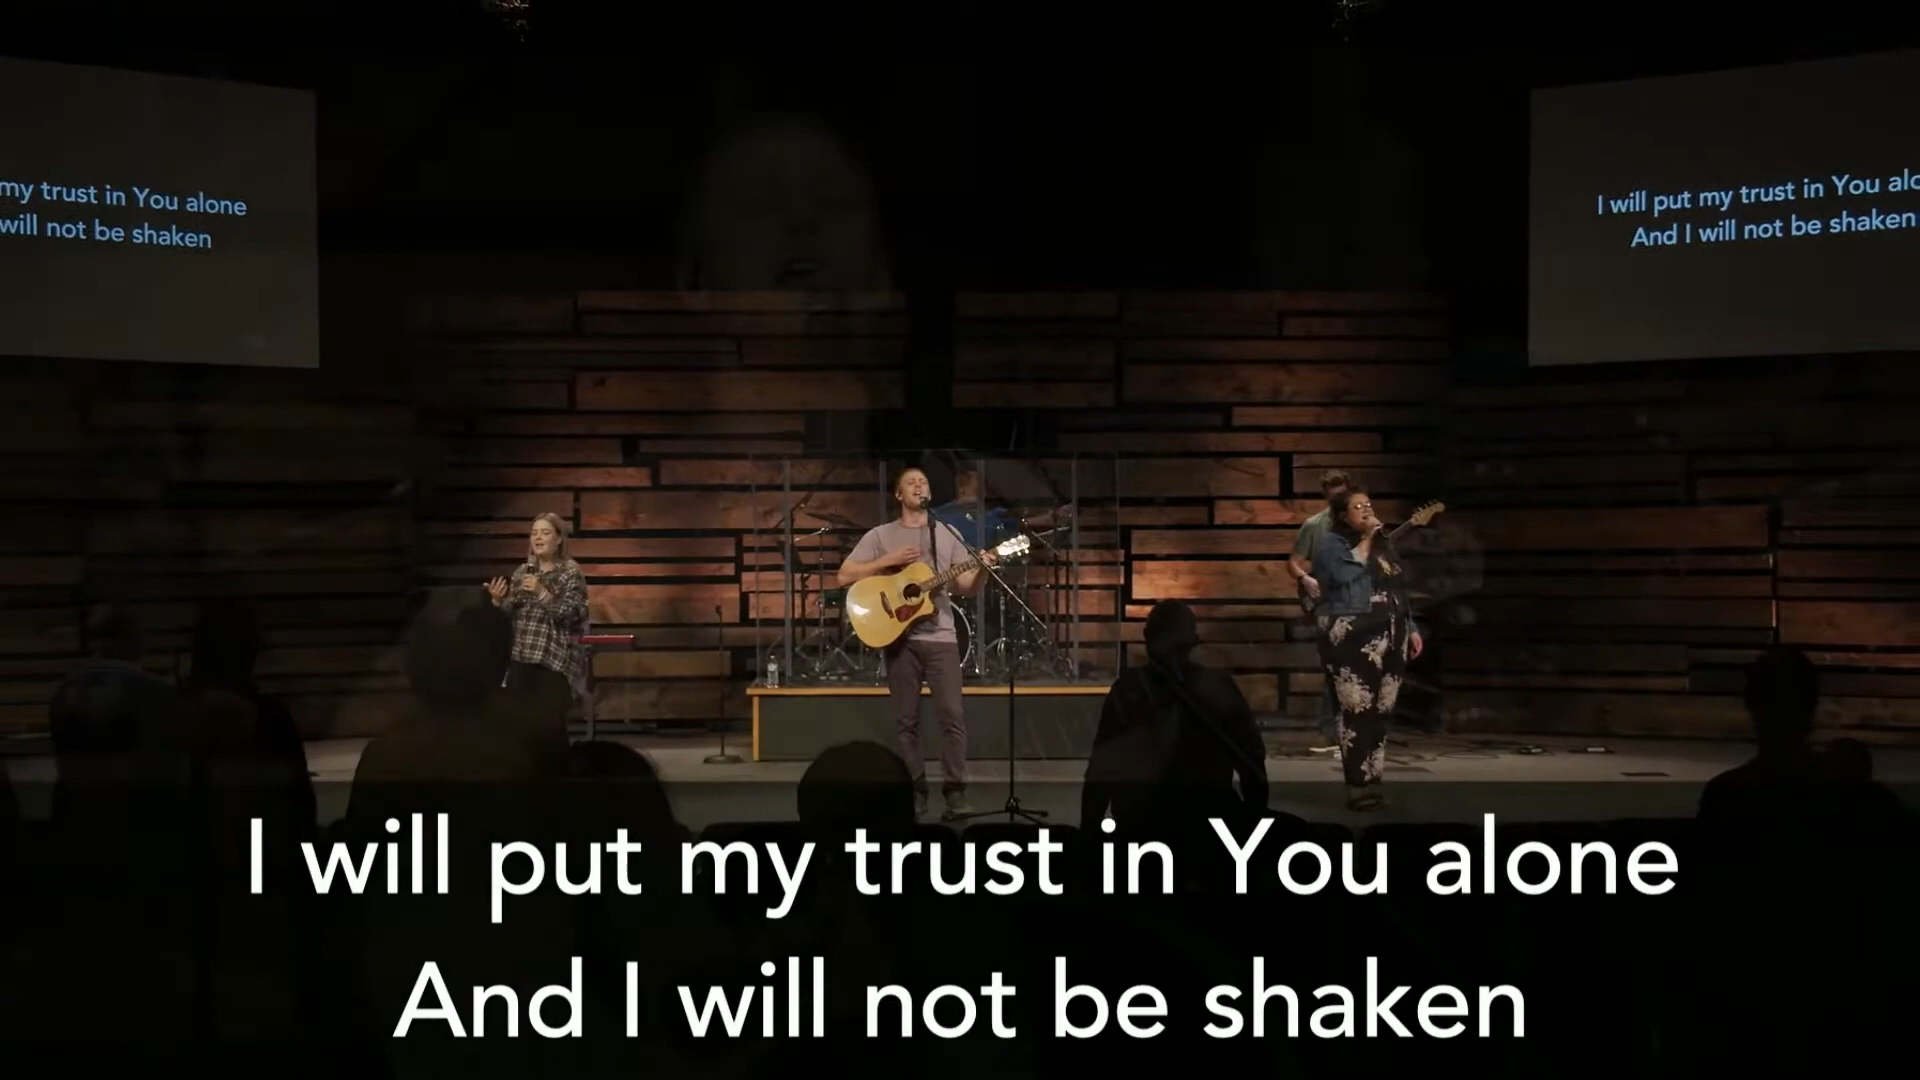 my trust in You alone
will not be shaken
I will put my trust in You
And I will not be shaken
I will put my trust in You alone
And I will not be shaken